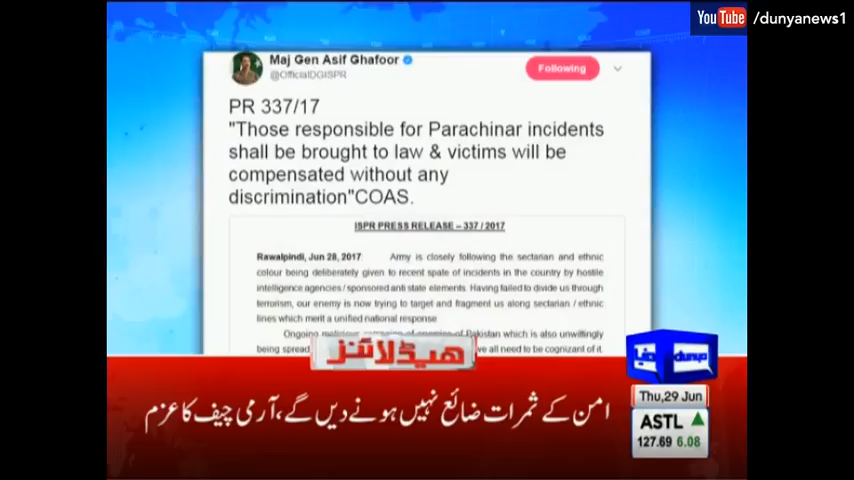 You Tube /dunyanews1
Maj Gen Asif Ghafoor
@OfficialDGISPR
Following
PR 337/17
"Those responsible for Parachinar incidents
shall be brought to law & victims will be
compensated without any
discrimination"COAS.
ISPR PRESS RELEASE – 337 / 2017
Rawalpindi, Jun 28, 2017: Army is closely following the sectarian and ethnic
colour being deliberately given to recent spate of incidents in the country by hostile
intelligence agencies / sponsored anti state elements. Having failed to divide us through
terrorism, our enemy is now trying to target and fragment us along sectarian / ethnic
lines which merit a unified national response.
Ongoing malicious campaign of enemies of Pakistan which is also unwittingly
being spread all need to be cognizant of it.
ہیڈلائنز
دنیا dunya
امن کے ثمرات ضائع نہیں ہونے دیں گے، آرمی چیف کا عزم
Thu,29 Jun
ASTL ▲
127.69 6.08